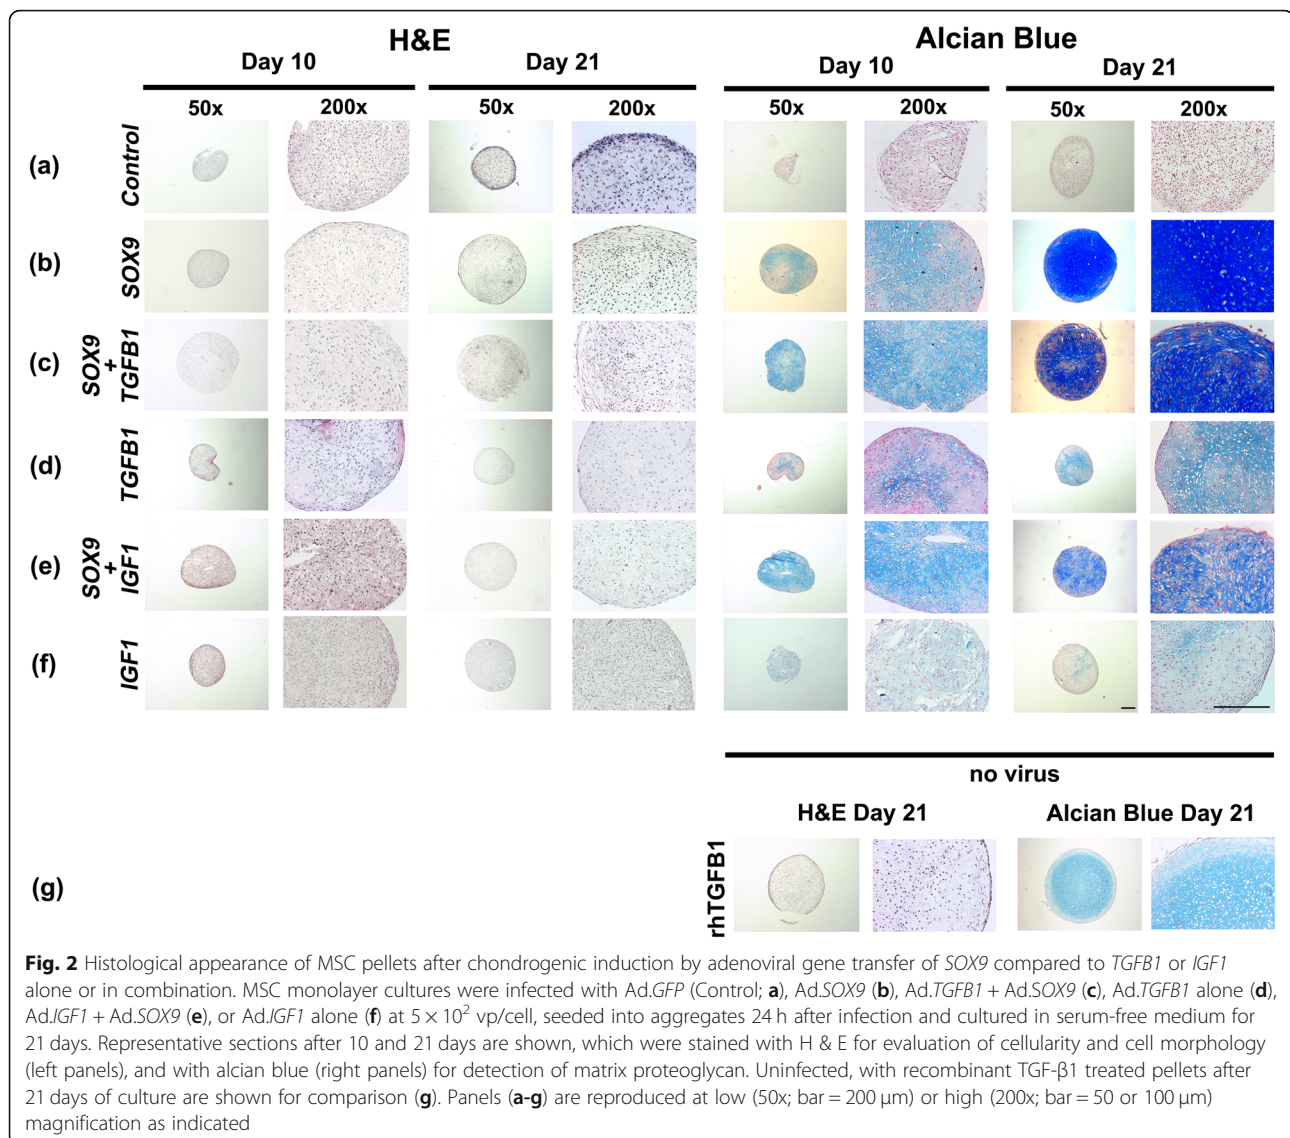 H&E
Alcian Blue
Day 10
Day 21
Day 10
Day 21
50x
200x
50x
200x
50x
200x
50x
200x
(a)
Control
(b)
SOX9
(c)
SOX9
+
TGFB1
(d)
TGFB1
(e)
SOX9
+
IGF1
(f)
IGF1
no virus
H&E Day 21
Alcian Blue Day 21
(g)
rhTGFB1
Fig. 2 Histological appearance of MSC pellets after chondrogenic induction by adenoviral gene transfer of SOX9 compared to TGFB1 or IGF1
alone or in combination. MSC monolayer cultures were infected with Ad.GFP (Control; a), Ad.SOX9 (b), Ad.TGFB1 + Ad.SOX9 (c), Ad.TGFB1 alone (d),
Ad.IGF1 + Ad.SOX9 (e), or Ad.IGF1 alone (f) at 5 × 10² vp/cell, seeded into aggregates 24 h after infection and cultured in serum-free medium for
21 days. Representative sections after 10 and 21 days are shown, which were stained with H & E for evaluation of cellularity and cell morphology
(left panels), and with alcian blue (right panels) for detection of matrix proteoglycan. Uninfected, with recombinant TGF-β1 treated pellets after
21 days of culture are shown for comparison (g). Panels (a-g) are reproduced at low (50x; bar = 200 μm) or high (200x; bar = 50 or 100 μm)
magnification as indicated